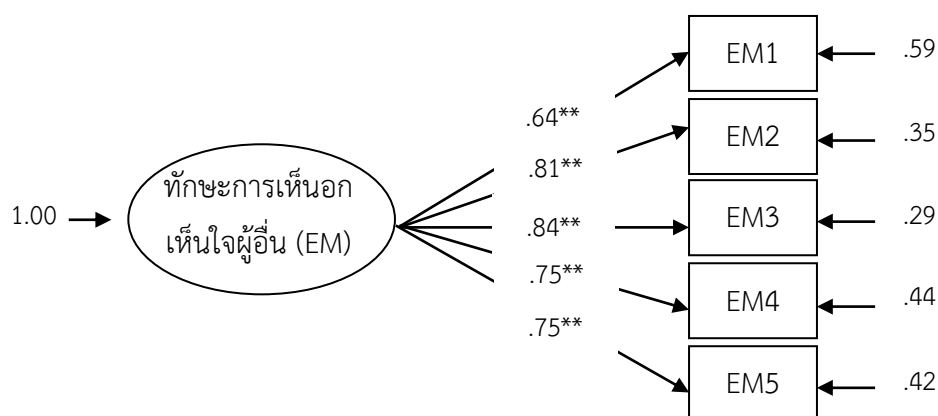 EM1
.59
.64**
EM2
.35
.81**
ทักษะการเห็นอก
เห็นใจผู้อื่น (EM)
1.00
.84**
EM3
.29
.75**
EM4
.44
.75**
EM5
.42